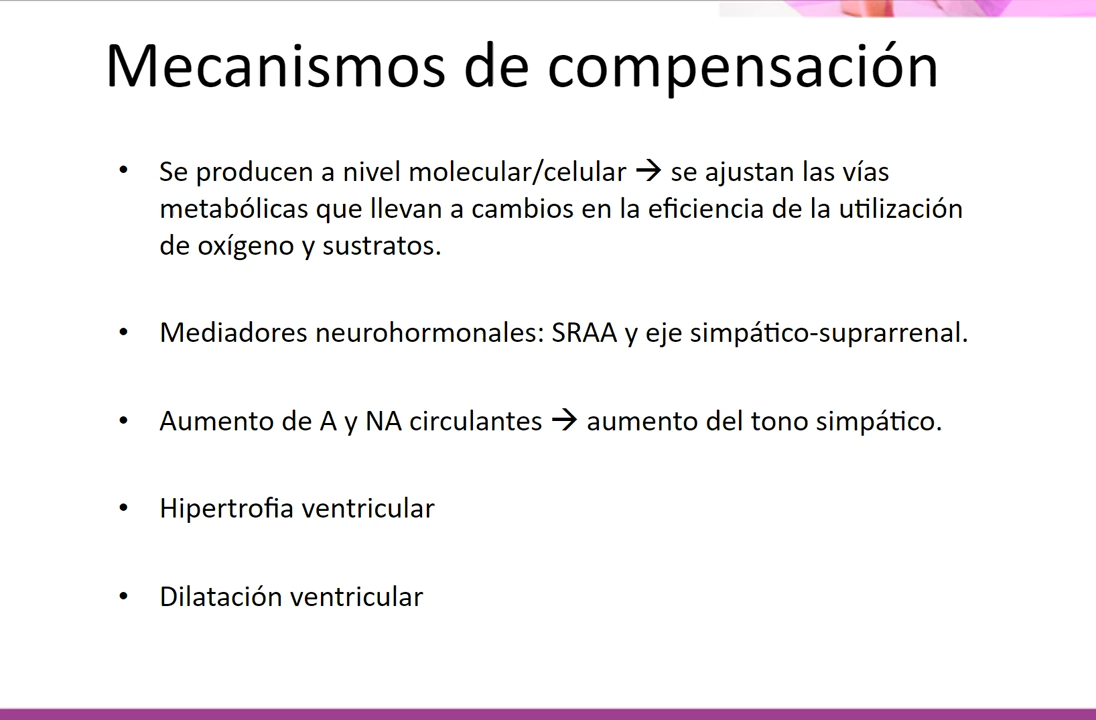 Mecanismos de compensación
• Se producen a nivel molecular/celular → se ajustan las vías
metabólicas que llevan a cambios en la eficiencia de la utilización
de oxígeno y sustratos.
• Mediadores neurohormonales: SRAA y eje simpático-suprarrenal.
• Aumento de A y NA circulantes → aumento del tono simpático.
• Hipertrofia ventricular
• Dilatación ventricular